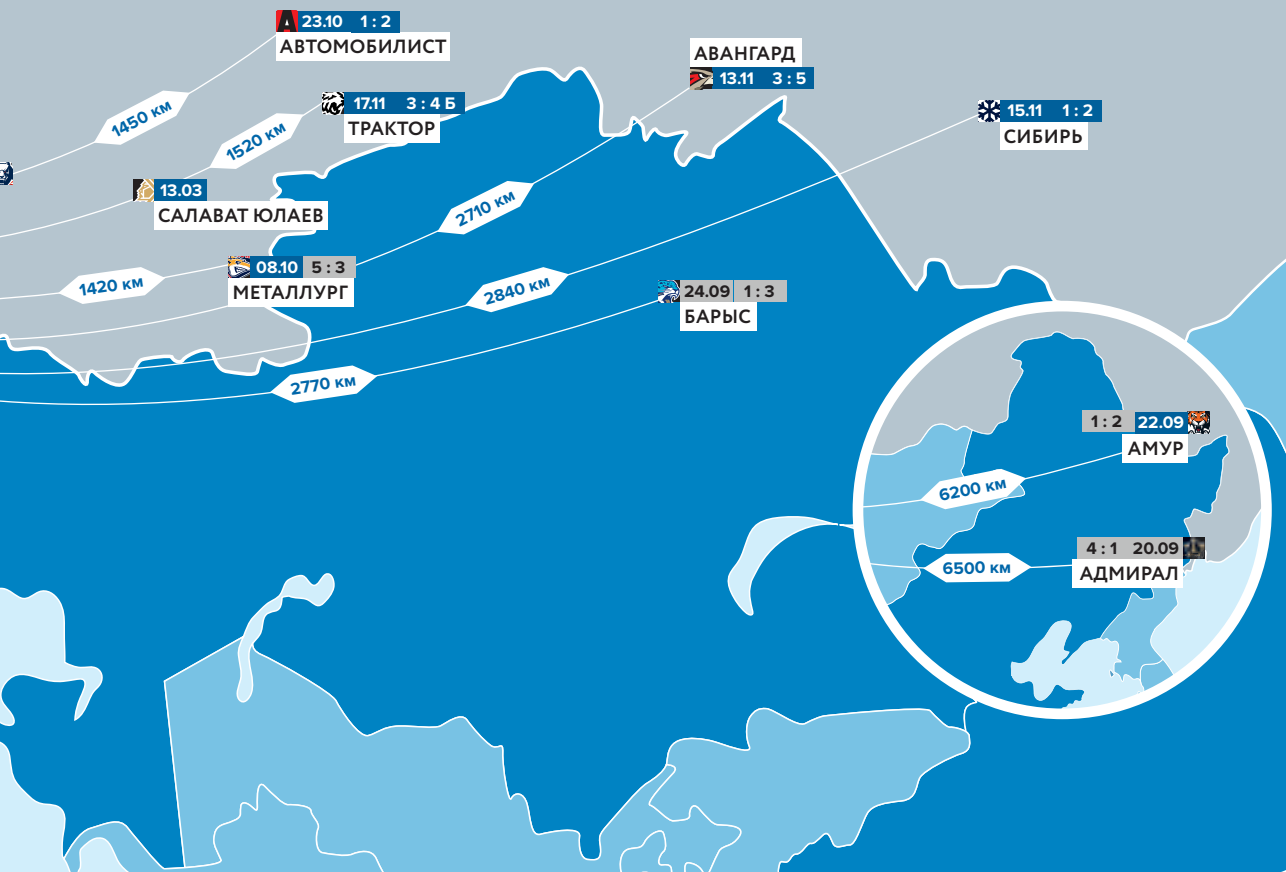 23.10 1 : 2
АВТОМОБИЛИСТ
АВАНГАРД
13.11 3 : 5
1450 км
17.11 3 : 4 Б
ТРАКТОР
15.11 1 : 2
СИБИРЬ
1520 км
13.03
САЛАВАТ ЮЛАЕВ
2710 км
08.10 5 : 3
МЕТАЛЛУРГ
1420 км
2840 км
24.09 1 : 3
БАРЫС
2770 км
1 : 2 22.09
АМУР
6200 км
4 : 1 20.09
АДМИРАЛ
6500 км